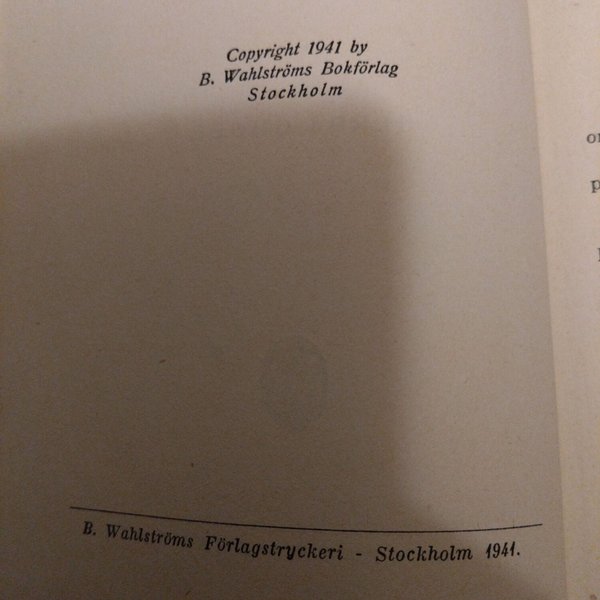 Copyright 1941 by
B. Wahlströms Bokförlag
Stockholm
B. Wahlströms Förlagstryckeri - Stockholm 1941.